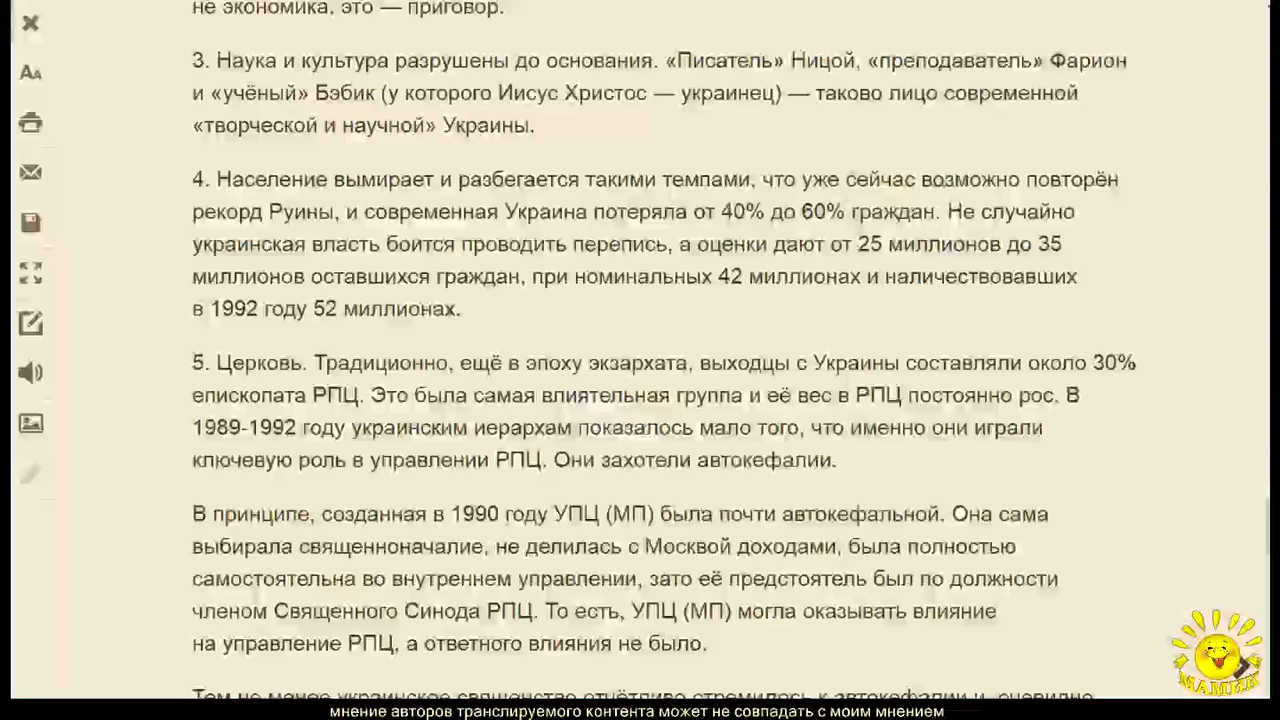 не экономика, это — приговор.
3. Наука и культура разрушены до основания. «Писатель» Ницой, «преподаватель» Фарион
и «учёный» Бэбик (у которого Иисус Христос — украинец) — таково лицо современной
«творческой и научной» Украины.
4. Население вымирает и разбегается такими темпами, что уже сейчас возможно повторён
рекорд Руины, и современная Украина потеряла от 40% до 60% граждан. Не случайно
украинская власть боится проводить перепись, а оценки дают от 25 миллионов до 35
миллионов оставшихся граждан, при номинальных 42 миллионах и наличествовавших
в 1992 году 52 миллионах.
5. Церковь. Традиционно, ещё в эпоху экзархата, выходцы с Украины составляли около 30%
епископата РПЦ. Это была самая влиятельная группа и её вес в РПЦ постоянно рос. В
1989-1992 году украинским иерархам показалось мало того, что именно они играли
ключевую роль в управлении РПЦ. Они захотели автокефалии.
В принципе, созданная в 1990 году УПЦ (МП) была почти автокефальной. Она сама
выбирала священноначалие, не делилась с Москвой доходами, была полностью
самостоятельна во внутреннем управлении, зато её предстоятель был по должности
членом Священного Синода РПЦ. То есть, УПЦ (МП) могла оказывать влияние
на управление РПЦ, а ответного влияния не было.
Тем не менее украинское священство отчётливо стремилось к автокефалии и, очевидно,
МАМИК
мнение авторов транслируемого контента может не совпадать с моим мнением